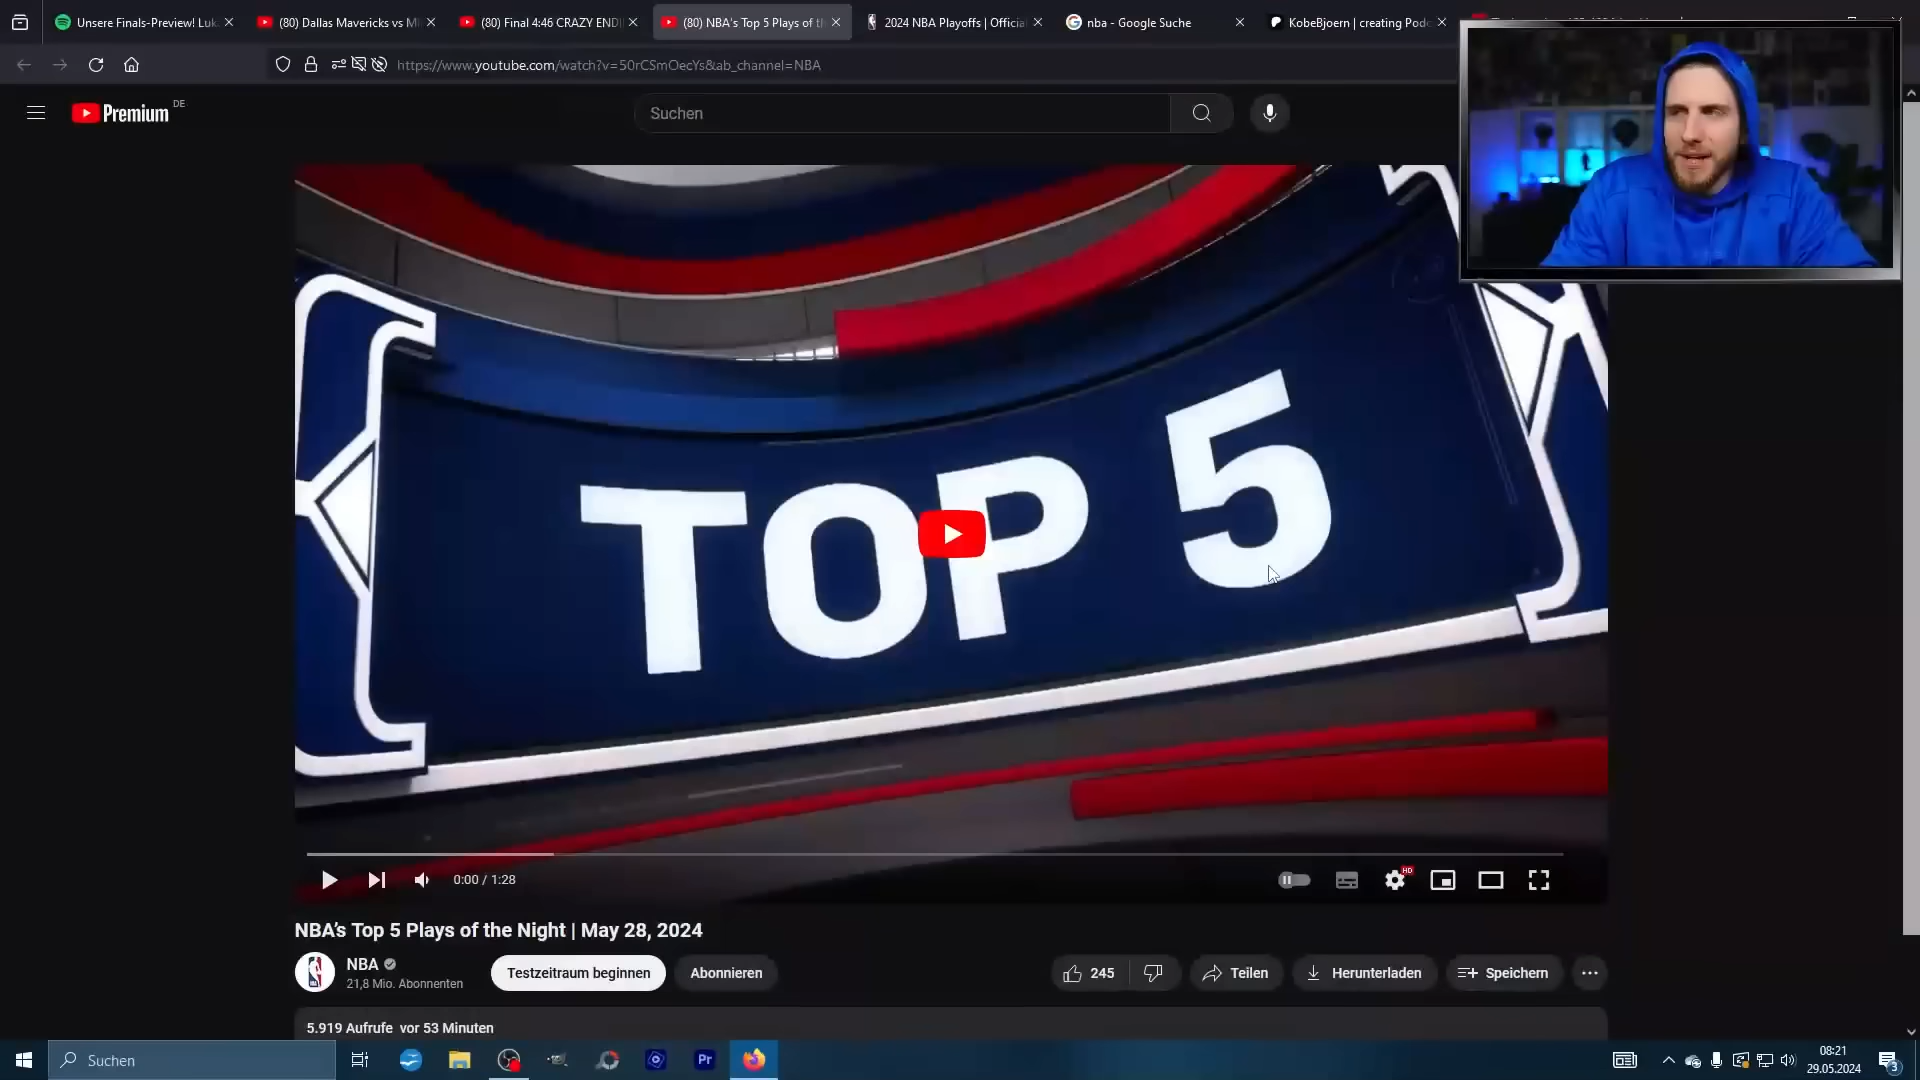 Unsere Finals-Preview! Luk
(80) Dallas Mavericks vs Mi
(80) Final 4:46 CRAZY END
(80) NBA's Top 5 Plays of t
2024 NBA Playoffs | Official
nba - Google Suche
KobeBjoern | creating Pod
https://www.youtube.com/watch?v=50rCSmOecYs&ab_channel=NBA
Premium DE
Suchen
TOP 5
0:00 / 1:28
HD
NBA's Top 5 Plays of the Night | May 28, 2024
NBA
21,8 Mio. Abonnenten
Testzeitraum beginnen
Abonnieren
245
Teilen
Herunterladen
Speichern
5.919 Aufrufe vor 53 Minuten
Suchen
Pr
08:21
29.05.2024
3